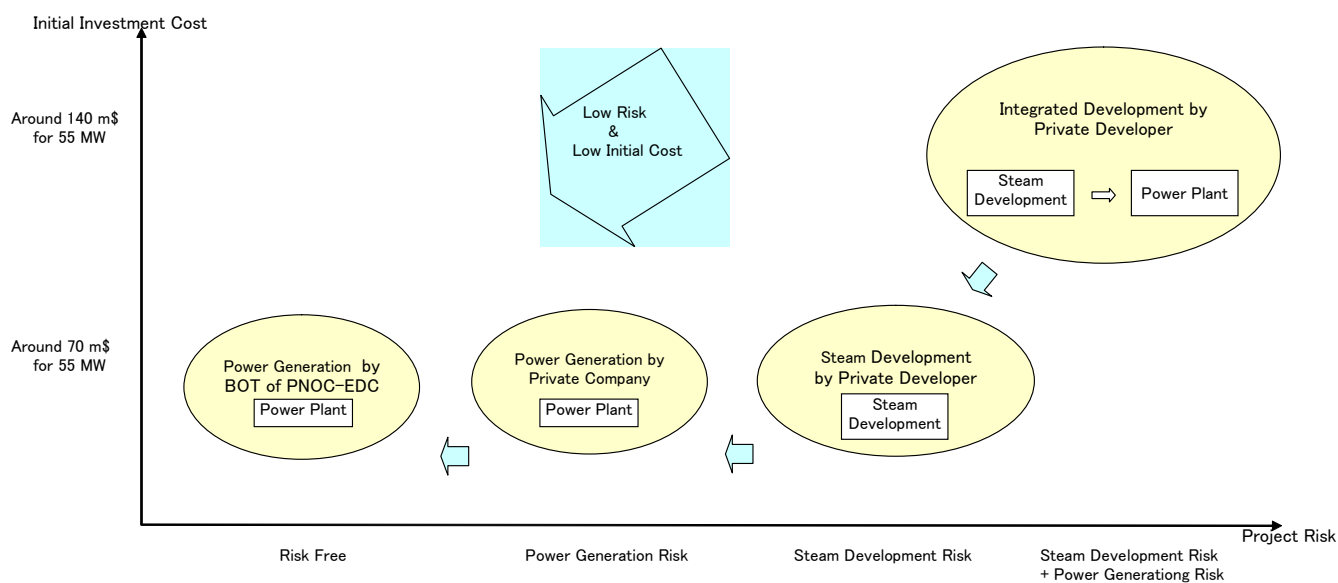 Initial Investment Cost
Around 140 m$
for 55 MW
Low Risk
&
Low Initial Cost
Integrated Development by
Private Developer
Steam
Development
Power Plant
Around 70 m$
for 55 MW
Power Generation by
BOT of PNOC-EDC
Power Plant
Power Generation by
Private Company
Power Plant
Steam Development
by Private Developer
Steam
Development
Project Risk
Risk Free
Power Generation Risk
Steam Development Risk
Steam Development Risk
+ Power Generationg Risk